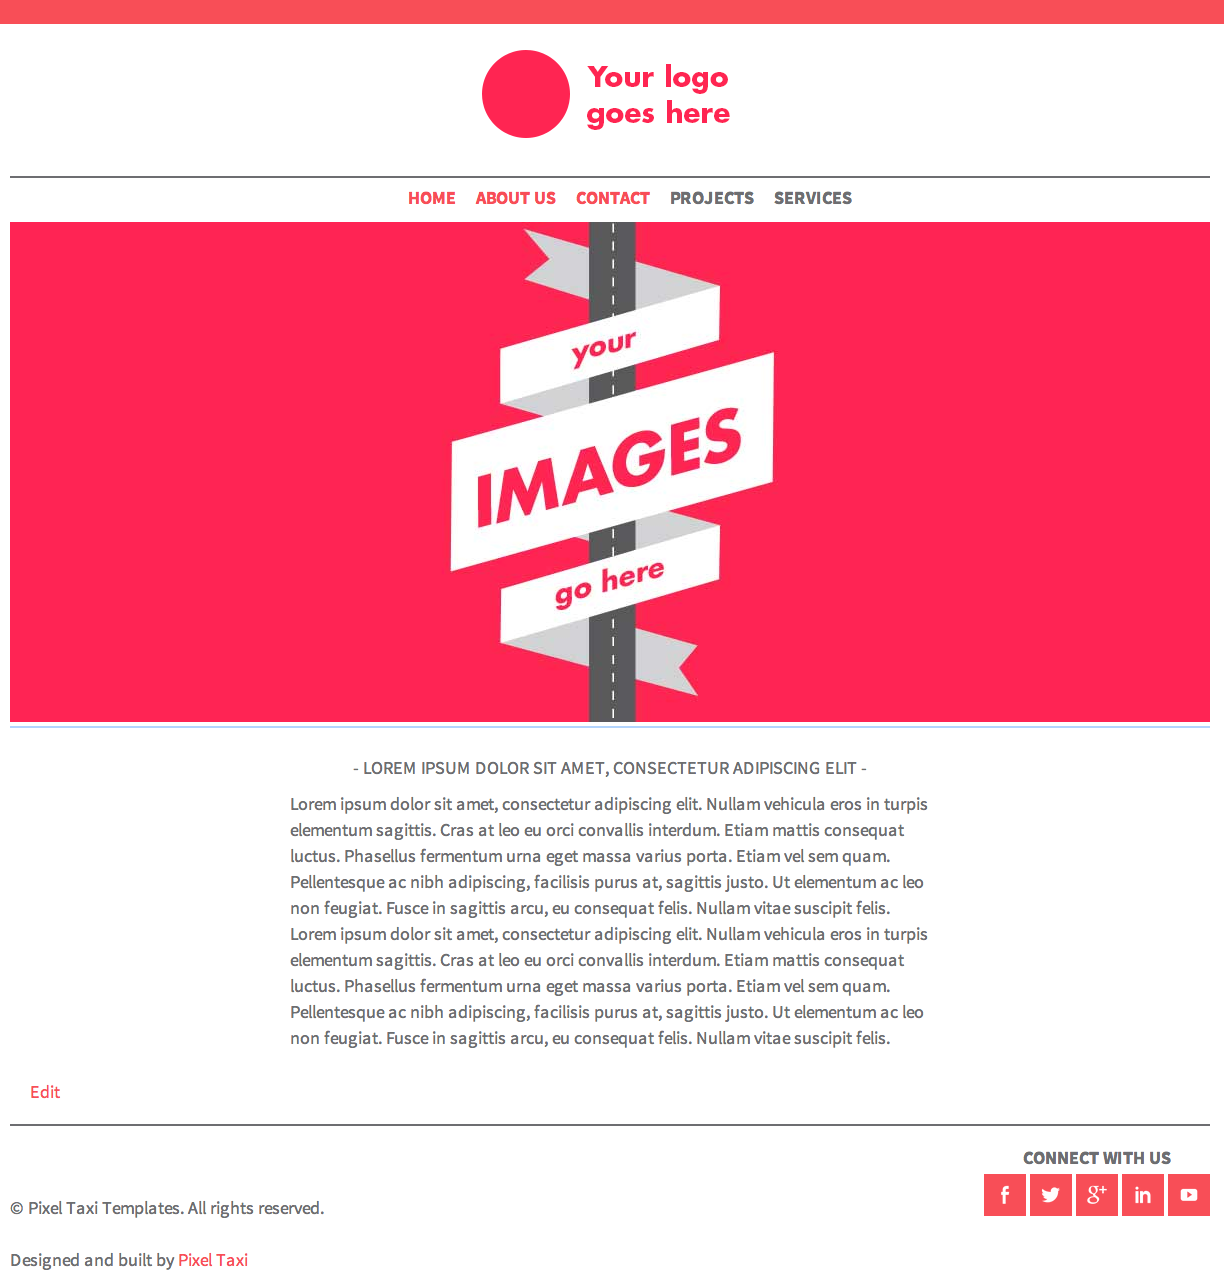 Your logo
goes here
HOME ABOUT US CONTACT PROJECTS SERVICES
your
IMAGES
go here
- LOREM IPSUM DOLOR SIT AMET, CONSECTETUR ADIPISCING ELIT -
Lorem ipsum dolor sit amet, consectetur adipiscing elit. Nullam vehicula eros in turpis
elementum sagittis. Cras at leo eu orci convallis interdum. Etiam mattis consequat
luctus. Phasellus fermentum urna eget massa varius porta. Etiam vel sem quam.
Pellentesque ac nibh adipiscing, facilisis purus at, sagittis justo. Ut elementum ac leo
non feugiat. Fusce in sagittis arcu, eu consequat felis. Nullam vitae suscipit felis.
Lorem ipsum dolor sit amet, consectetur adipiscing elit. Nullam vehicula eros in turpis
elementum sagittis. Cras at leo eu orci convallis interdum. Etiam mattis consequat
luctus. Phasellus fermentum urna eget massa varius porta. Etiam vel sem quam.
Pellentesque ac nibh adipiscing, facilisis purus at, sagittis justo. Ut elementum ac leo
non feugiat. Fusce in sagittis arcu, eu consequat felis. Nullam vitae suscipit felis.
Edit
CONNECT WITH US
f g+ in
© Pixel Taxi Templates. All rights reserved.
Designed and built by Pixel Taxi